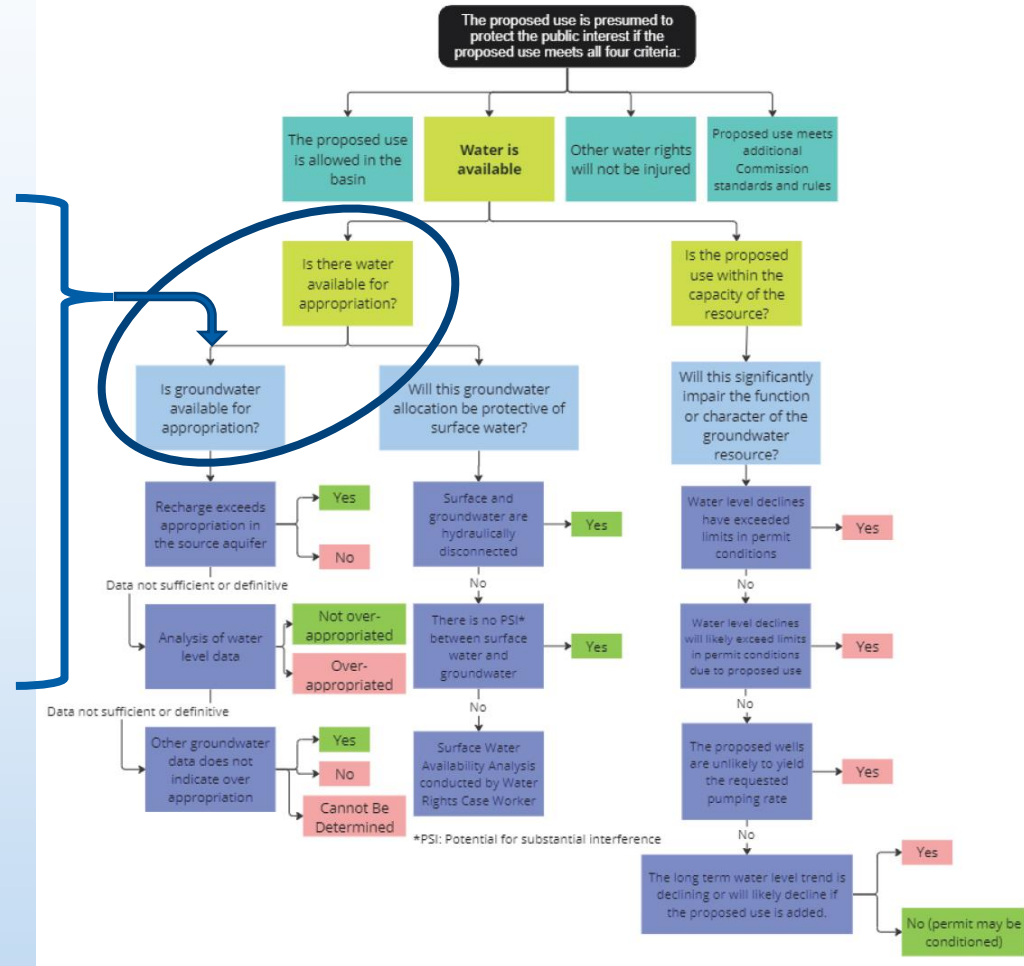 The proposed use is presumed to
protect the public interest if the
proposed use meets all four criteria:
The proposed use
is allowed in the
basin
Water is
available
Other water rights
will not be injured
Proposed use meets
additional
Commission
standards and rules
Is there water
available for
appropriation?
Is the proposed
use within the
capacity of the
resource?
Is groundwater
available for
appropriation?
Will this groundwater
allocation be protective of
surface water?
Will this significantly
impair the function
or character of the
groundwater
resource?
Recharge exceeds
appropriation in
the source aquifer
Yes
No
Data not sufficient or definitive
Analysis of water
level data
Not over-
appropriated
Over-
appropriated
Data not sufficient or definitive
Other groundwater
data does not
indicate over
appropriation
Yes
No
Cannot Be
Determined
Surface and
groundwater are
hydraulically
disconnected
Yes
No
There is no PSI*
between surface
water and
groundwater
Yes
No
Surface Water
Availability Analysis
conducted by Water
Rights Case Worker
*PSI: Potential for substantial interference
Water level declines
have exceeded
limits in permit
conditions
Yes
No
Water level declines
will likely exceed limits
in permit conditions
due to proposed use
Yes
No
The proposed wells
are unlikely to yield
the requested
pumping rate
Yes
No
The long term water level trend is
declining or will likely decline if
the proposed use is added.
Yes
No (permit may be
conditioned)